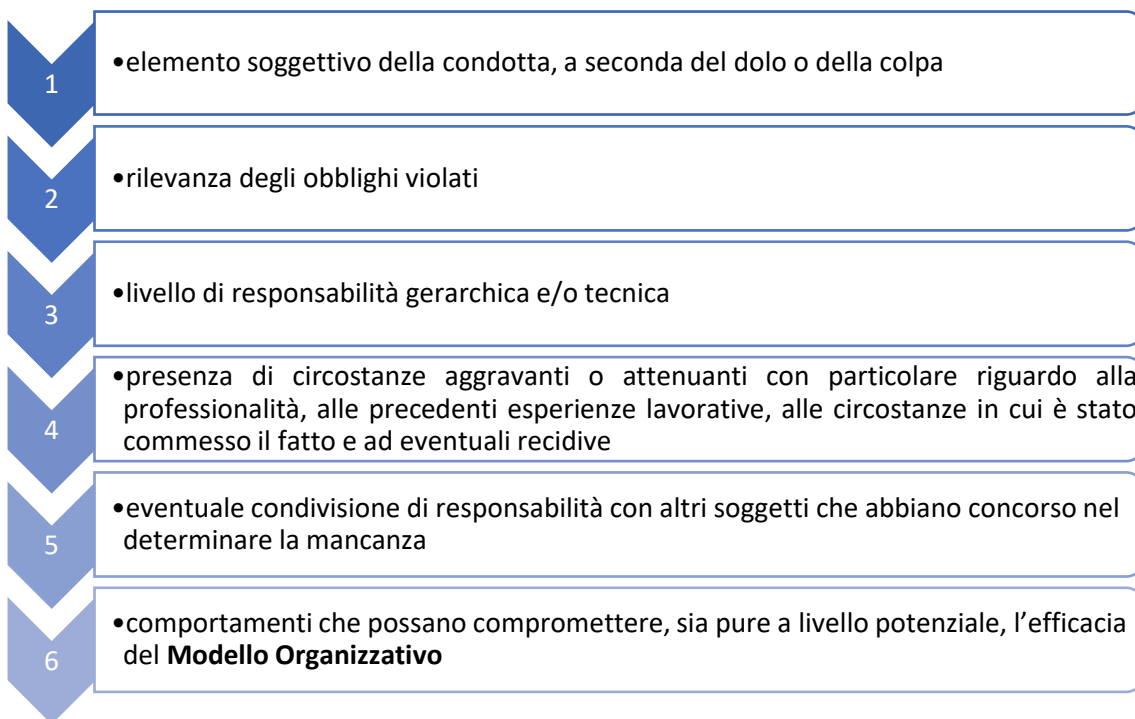 1
•elemento soggettivo della condotta, a seconda del dolo o della colpa
2
•rilevanza degli obblighi violati
3
•livello di responsabilità gerarchica e/o tecnica
4
•presenza di circostanze aggravanti o attenuanti con particolare riguardo alla
professionalità, alle precedenti esperienze lavorative, alle circostanze in cui è stato
commesso il fatto e ad eventuali recidive
5
•eventuale condivisione di responsabilità con altri soggetti che abbiano concorso nel
determinare la mancanza
6
•comportamenti che possano compromettere, sia pure a livello potenziale, l’efficacia
del Modello Organizzativo